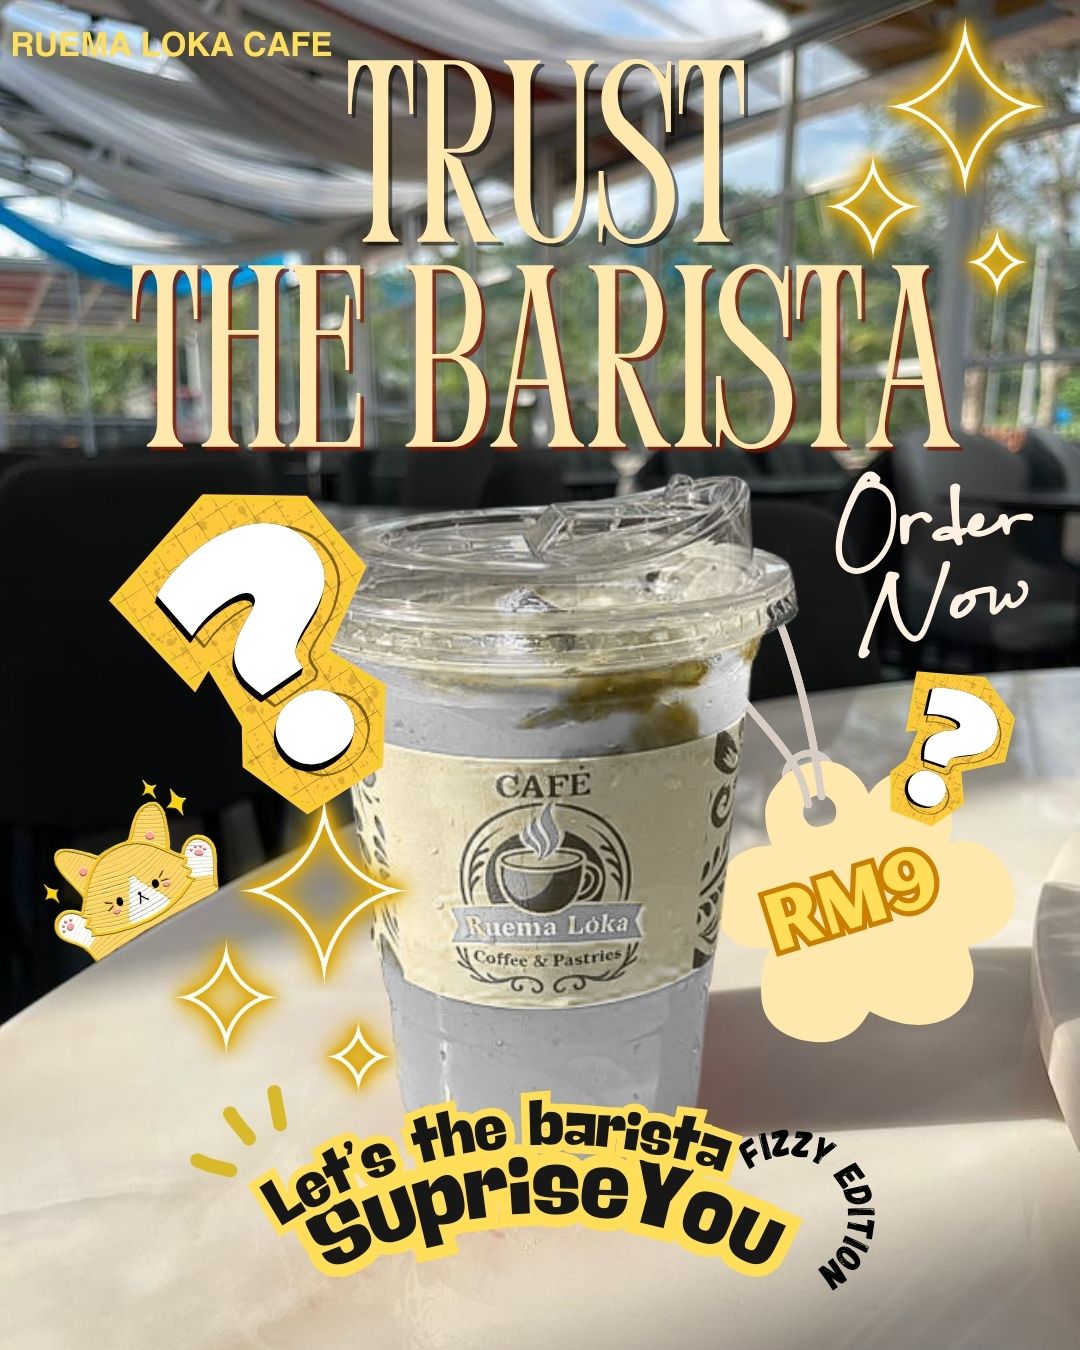 RUEMA LOKA CAFE
TRUST
THE BARISTA
Order
Now
?
?
CAFÉ
Ruema Loka
Coffee & Pastries
RM9
Let's the barista
SupriseYou
FIZZY EDITION